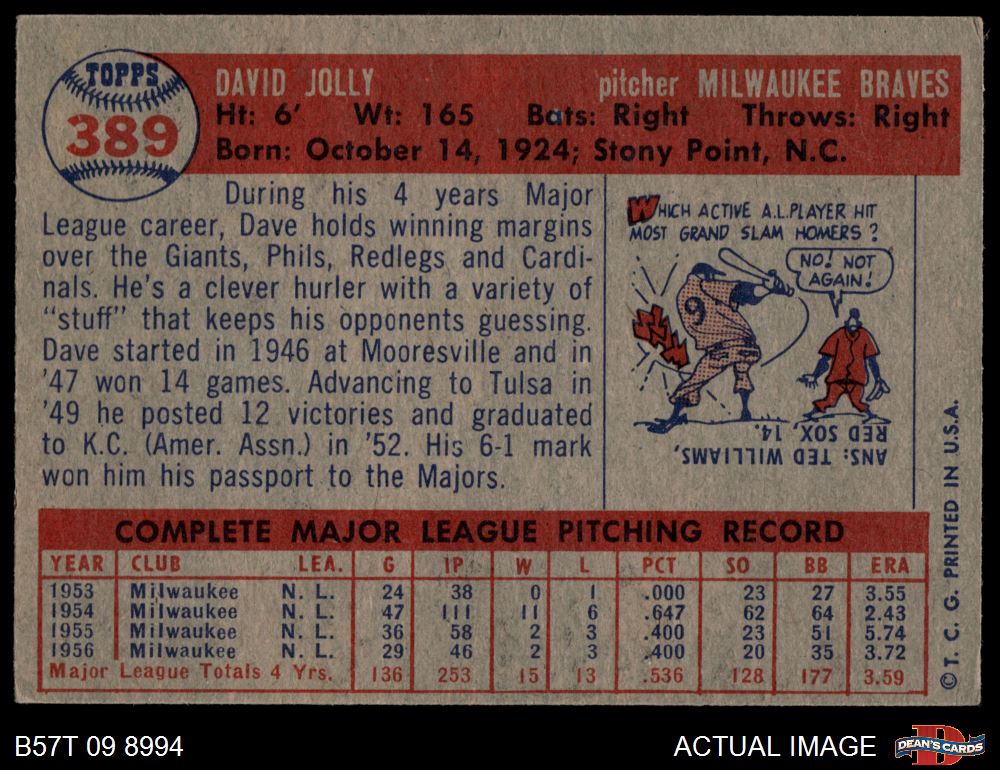 TOPPS
389
DAVID JOLLY pitcher MILWAUKEE BRAVES
Ht: 6' Wt: 165 Bats: Right Throws: Right
Born: October 14, 1924; Stony Point, N.C.
During his 4 years Major
League career, Dave holds winning margins
over the Giants, Phils, Redlegs and Cardi-
nals. He's a clever hurler with a variety of
"stuff" that keeps his opponents guessing.
Dave started in 1946 at Mooresville and in
'47 won 14 games. Advancing to Tulsa in
'49 he posted 12 victories and graduated
to K.C. (Amer. Assn.) in '52. His 6-1 mark
won him his passport to the Majors.
WHICH ACTIVE A.L. PLAYER HIT
MOST GRAND SLAM HOMERS?
NO! NOT
AGAIN!
9
ANS: TED WILLIAMS,
RED SOX 14.
COMPLETE MAJOR LEAGUE PITCHING RECORD
YEAR CLUB LEA. G IP W L PCT SO BB ERA
1953 Milwaukee N. L. 24 38 0 1 .000 23 27 3.55
1954 Milwaukee N. L. 47 111 11 6 .647 62 64 2.43
1955 Milwaukee N. L. 36 58 2 3 .400 23 51 5.74
1956 Milwaukee N. L. 29 46 2 3 .400 20 35 3.72
Major League Totals 4 Yrs. 136 253 15 13 .536 128 177 3.59
©T. C. G. PRINTED IN U.S.A.
B57T 09 8994
ACTUAL IMAGE
D
DEAN'S CARDS